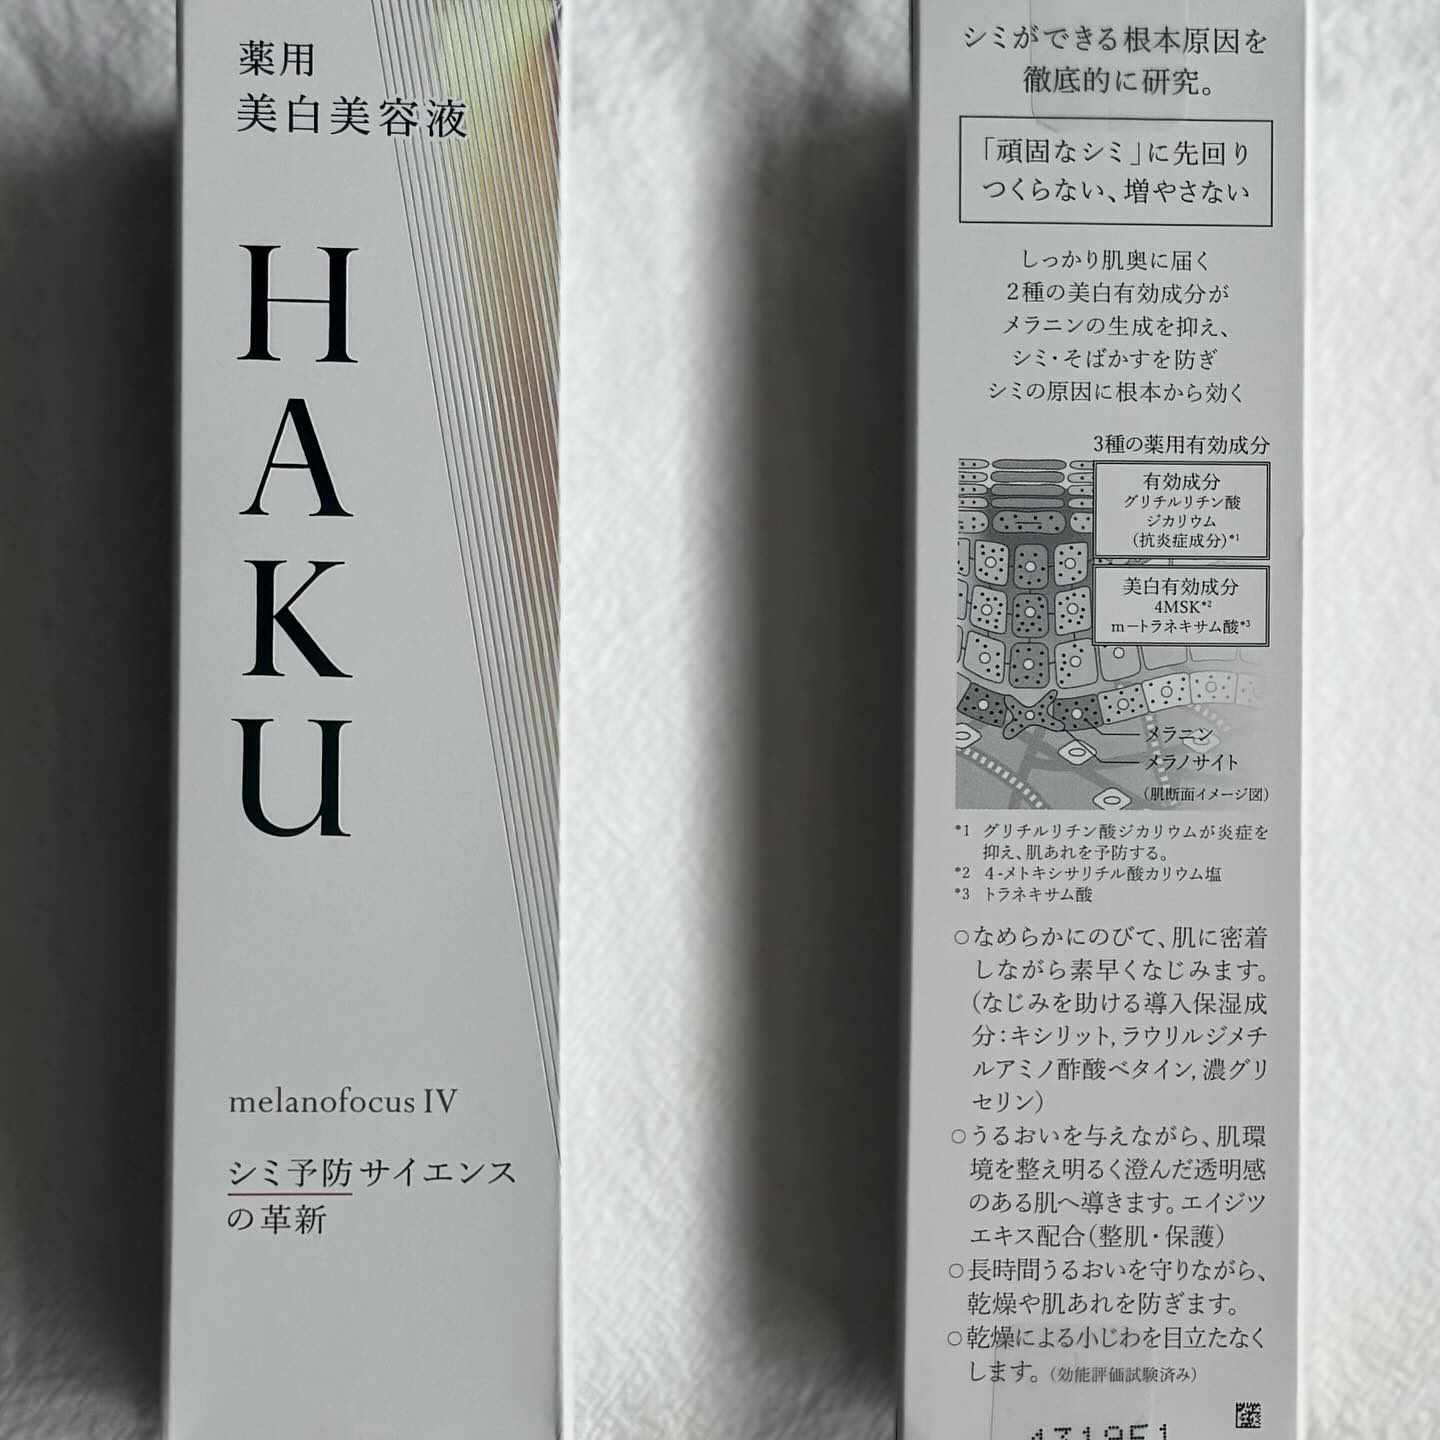 薬用
美白美容液
HAKU
melanofocus IV
シミ予防サイエンス
の革新
シミができる根本原因を
徹底的に研究。
「頑固なシミ」に先回り
つくらない、増やさない
しっかり肌奥に届く
2種の美白有効成分が
メラニンの生成を抑え、
シミ・そばかすを防ぎ
シミの原因に根本から効く
3種の薬用有効成分
有効成分
グリチルリチン酸
ジカリウム
(抗炎症成分)*1
美白有効成分
4MSK*2
m-トラネキサム酸*3
メラニン
メラノサイト
(肌断面イメージ図)
*1 グリチルリチン酸ジカリウムが炎症を
抑え、肌あれを予防する。
*2 4-メトキシサリチル酸カリウム塩
*3 トラネキサム酸
○なめらかにのびて、肌に密着
しながら素早くなじみます。
(なじみを助ける導入保湿成
分:キシリット,ラウリルジメチ
ルアミノ酢酸ベタイン,濃グリ
セリン)
○うるおいを与えながら、肌環
境を整え明るく澄んだ透明感
のある肌へ導きます。エイジツ
エキス配合(整肌・保護)
○長時間うるおいを守りながら、
乾燥や肌あれを防ぎます。
○乾燥による小じわを目立たなく
します。(効能評価試験済み)